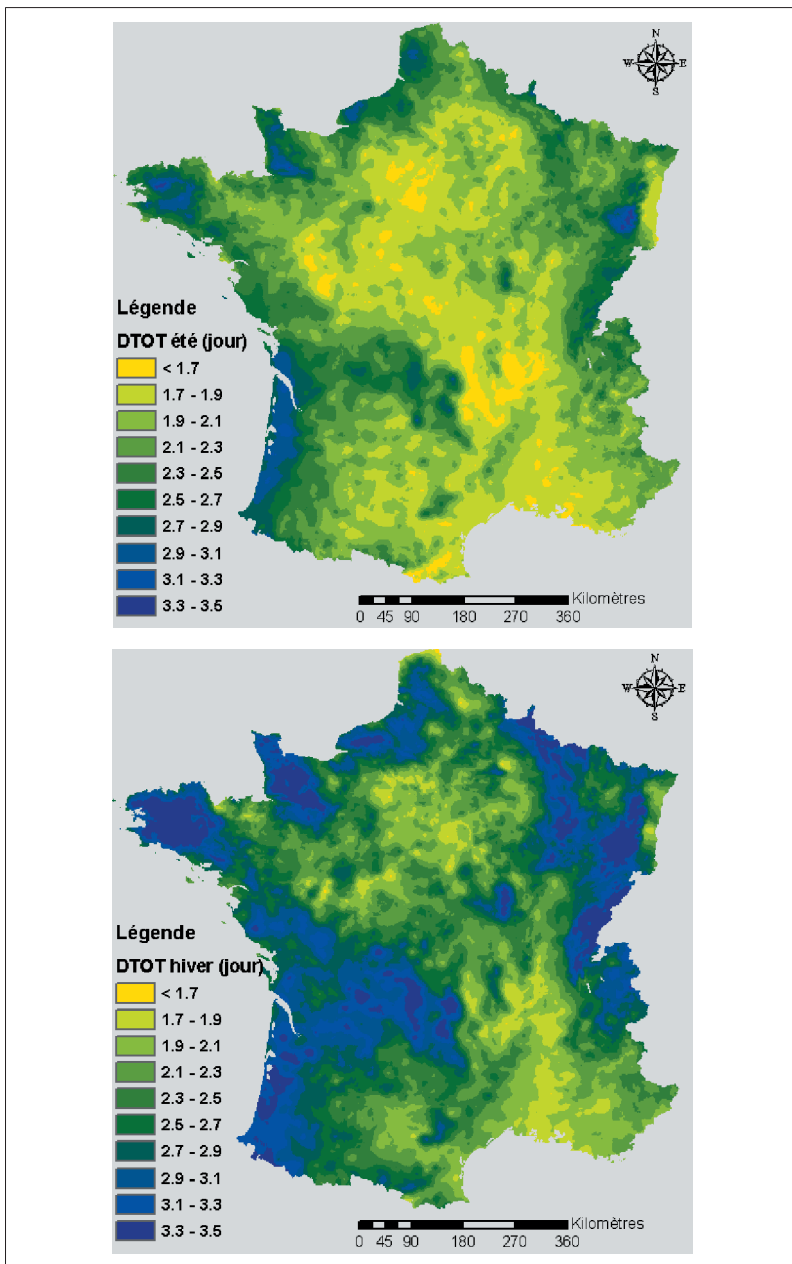 N
W E
S
Légende
DTOT été (jour)
< 1.7
1.7 - 1.9
1.9 - 2.1
2.1 - 2.3
2.3 - 2.5
2.5 - 2.7
2.7 - 2.9
2.9 - 3.1
3.1 - 3.3
3.3 - 3.5
Kilomètres
0 45 90 180 270 360
N
W E
S
Légende
DTOT hiver (jour)
< 1.7
1.7 - 1.9
1.9 - 2.1
2.1 - 2.3
2.3 - 2.5
2.5 - 2.7
2.7 - 2.9
2.9 - 3.1
3.1 - 3.3
3.3 - 3.5
Kilomètres
0 45 90 180 270 360